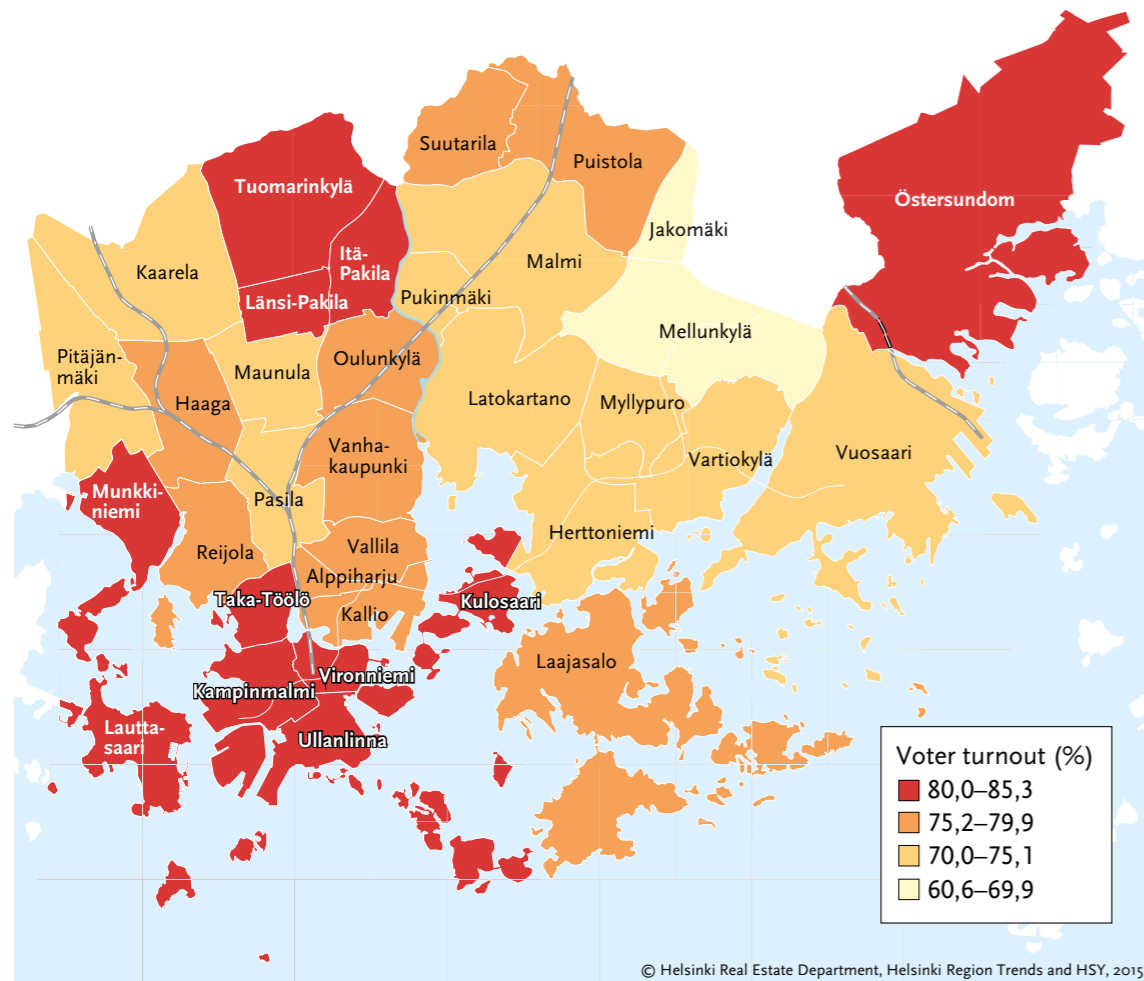 Suutarila
Puistola
Tuomarinkylä
Östersundom
Jakomäki
Itä-
Pakila
Malmi
Kaarela
Länsi-Pakila
Pukinmäki
Mellunkylä
Pitäjän-
mäki
Maunula
Oulunkylä
Haaga
Latokartano
Myllypuro
Vanha-
kaupunki
Vartiokylä
Vuosaari
Munkki-
niemi
Pasila
Herttoniemi
Reijola
Vallila
Alppiharju
Taka-Töölö
Kallio
Kulosaari
Laajasalo
Vironniemi
Kampinmalmi
Lautta-
saari
Ullanlinna
Voter turnout (%)
80,0–85,3
75,2–79,9
70,0–75,1
60,6–69,9
© Helsinki Real Estate Department, Helsinki Region Trends and HSY, 2015